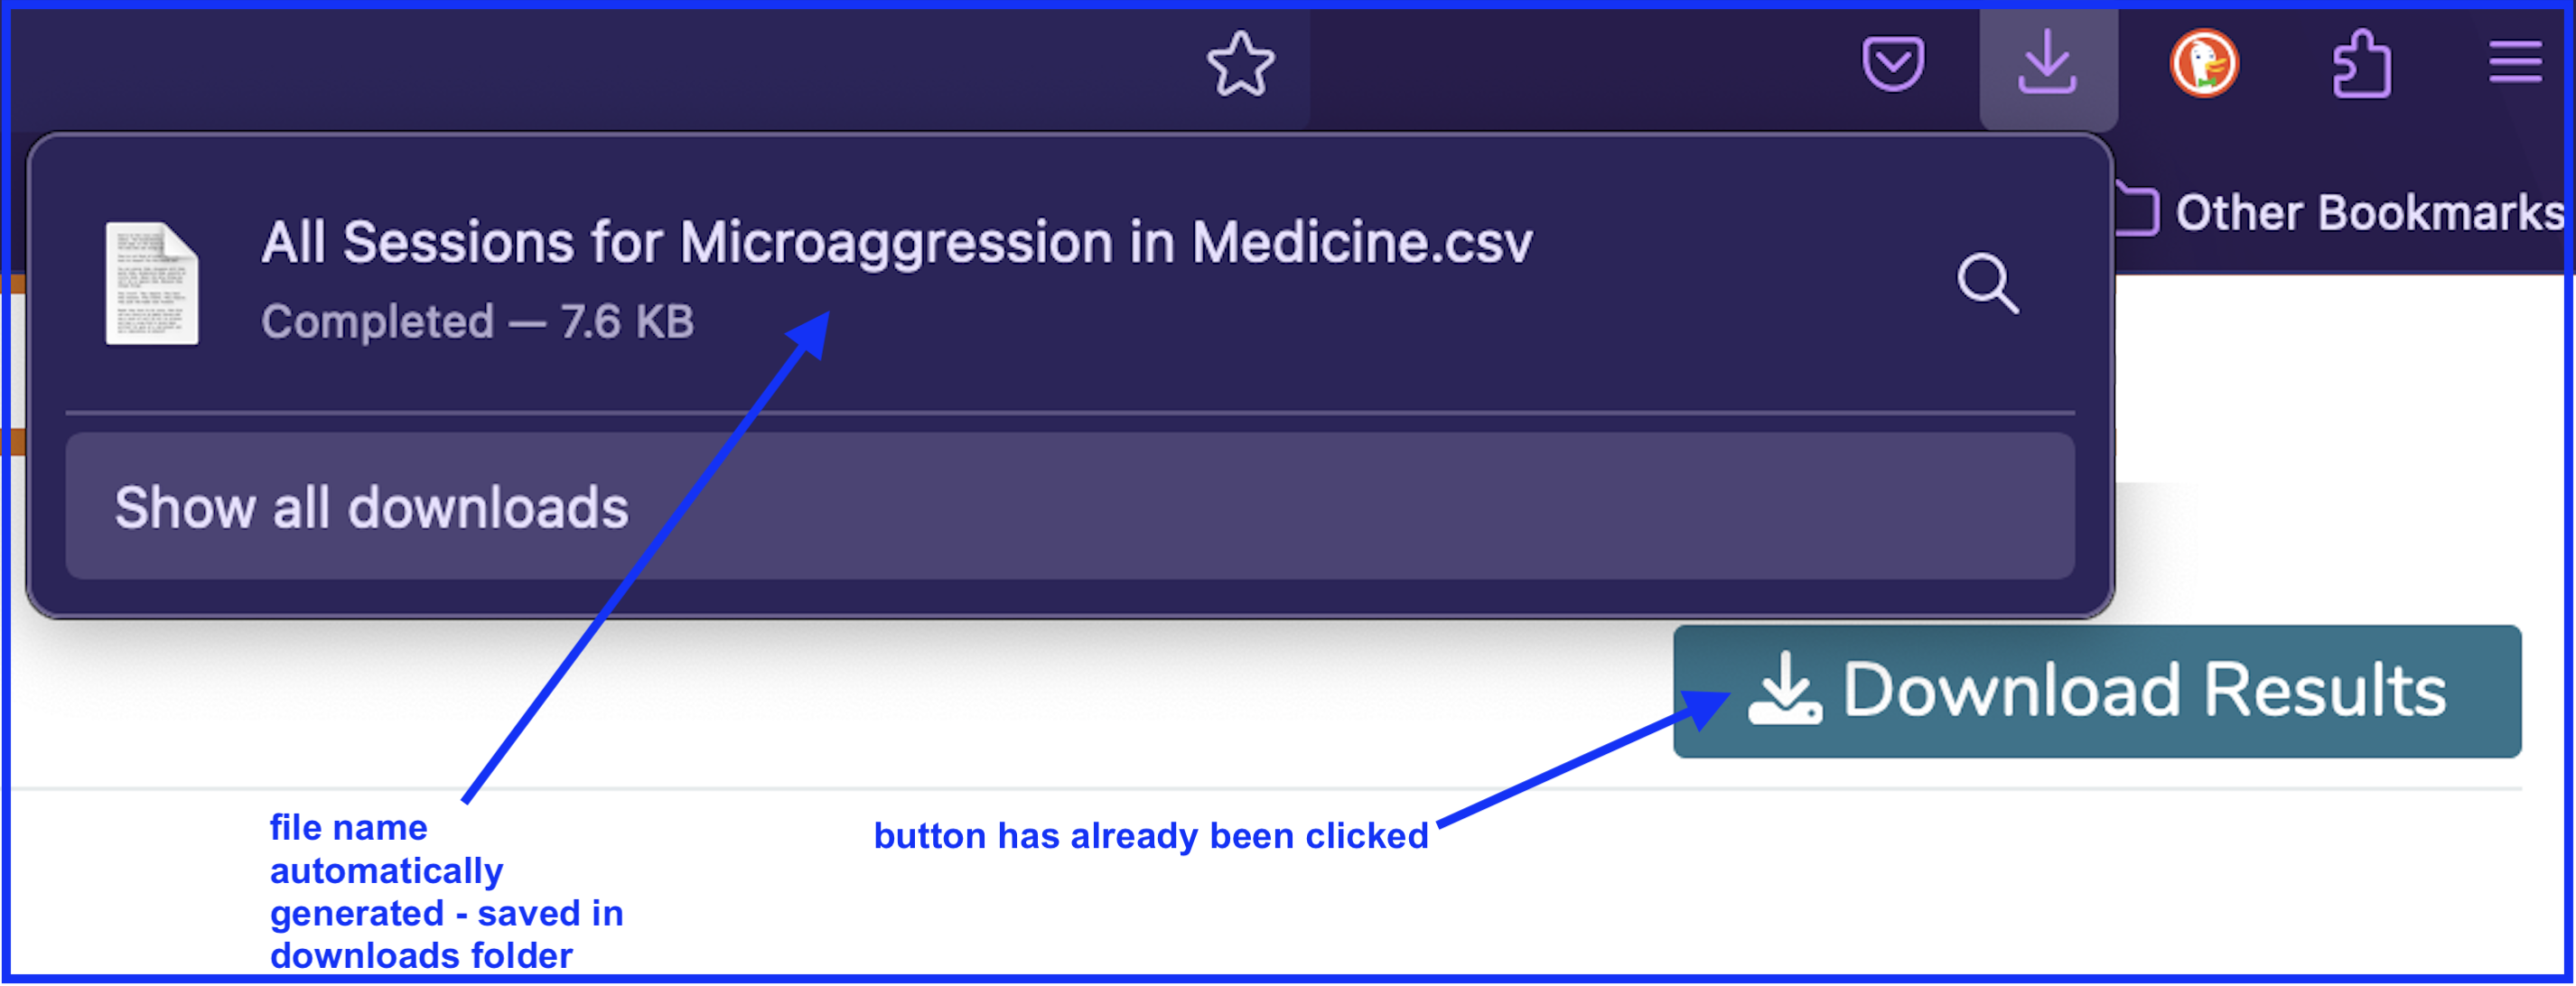 Other Bookmarks
All Sessions for Microaggression in Medicine.csv
Completed — 7.6 KB
Show all downloads
Download Results
file name
automatically
generated - saved in
downloads folder
button has already been clicked